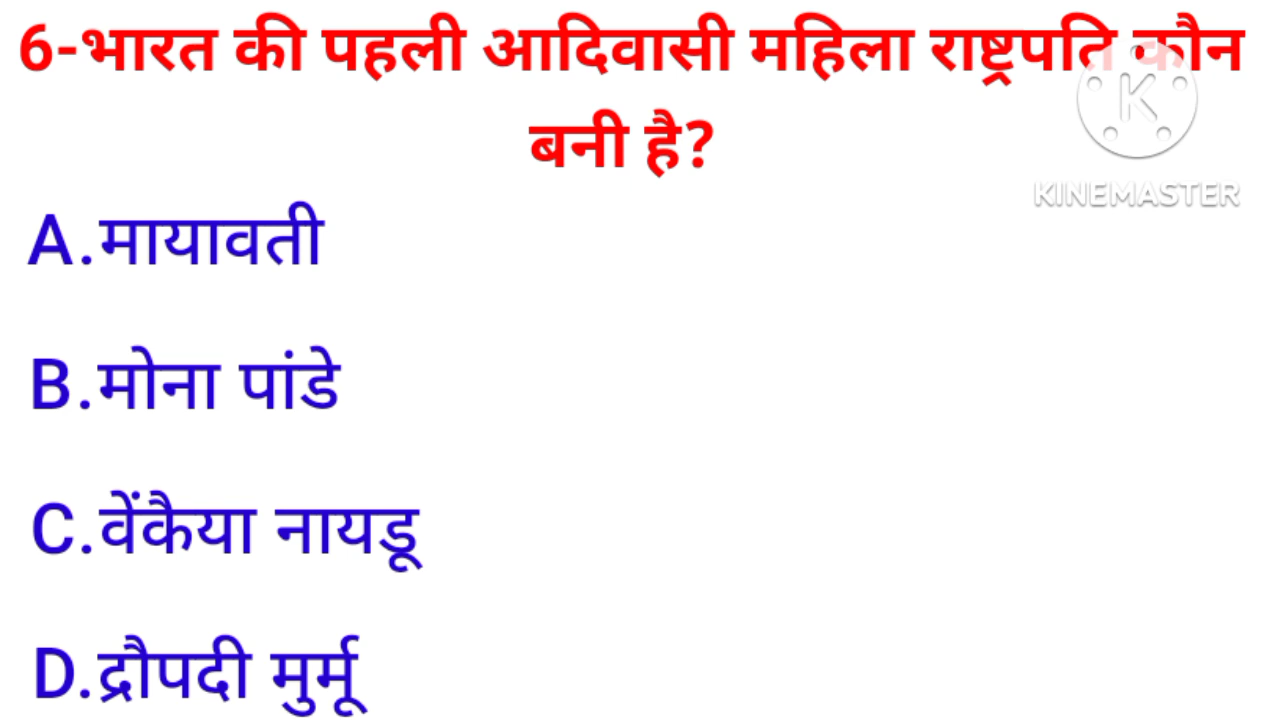 6-भारत की पहली आदिवासी महिला राष्ट्रपति कौन
बनी है?
K
KINEMASTER
A.मायावती
B.मोना पांडे
C.वेंकैया नायडू
D.द्रौपदी मुर्मू